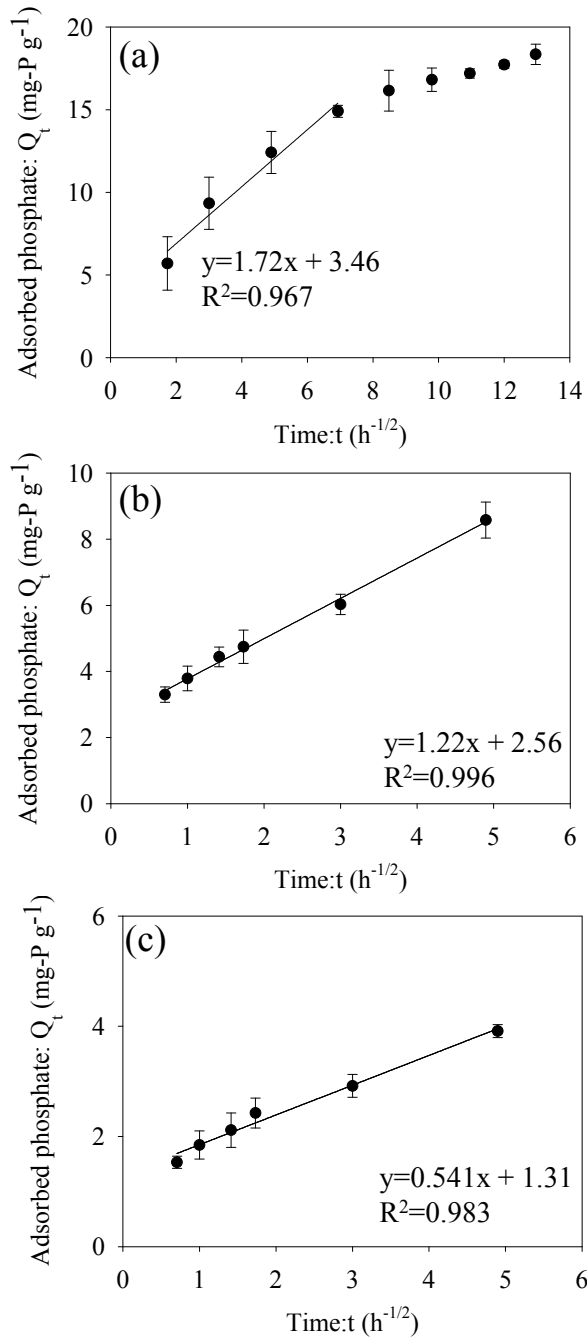 (a)
Adsorbed phosphate: Qt (mg-P g-1)
20
15
10
5
0
y=1.72x + 3.46
R2=0.967
0 2 4 6 8 10 12 14
Time:t (h-1/2)
(b)
Adsorbed phosphate: Qt (mg-P g-1)
10
8
6
4
2
0
y=1.22x + 2.56
R2=0.996
0 1 2 3 4 5 6
Time:t (h-1/2)
(c)
Adsorbed phosphate: Qt (mg-P g-1)
6
4
2
0
y=0.541x + 1.31
R2=0.983
0 1 2 3 4 5 6
Time:t (h-1/2)